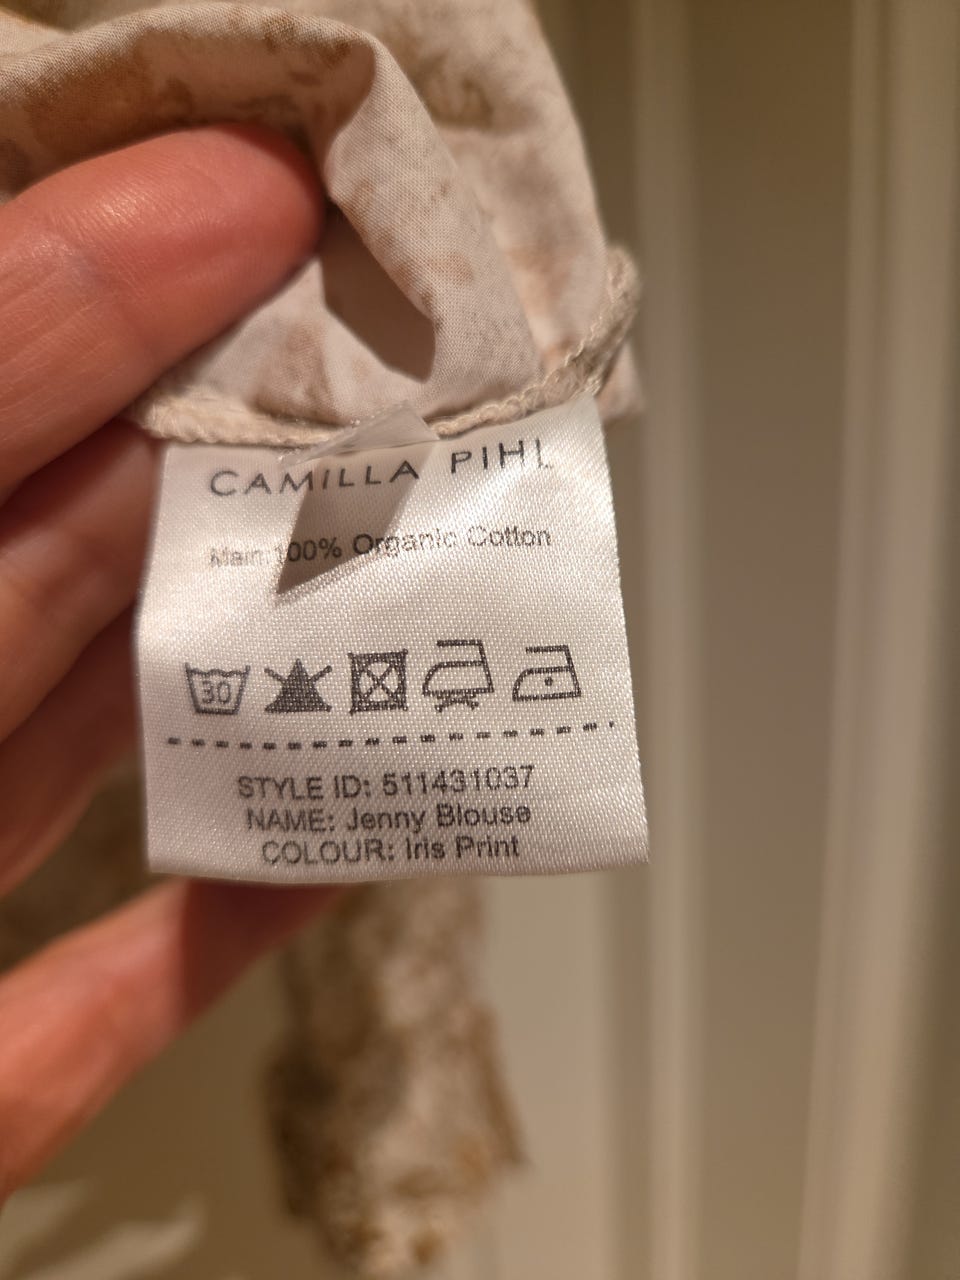 CAMILLA PIHL
Main:100% Organic Cotton
30
STYLE ID: 511431037
NAME: Jenny Blouse
COLOUR: Iris Print